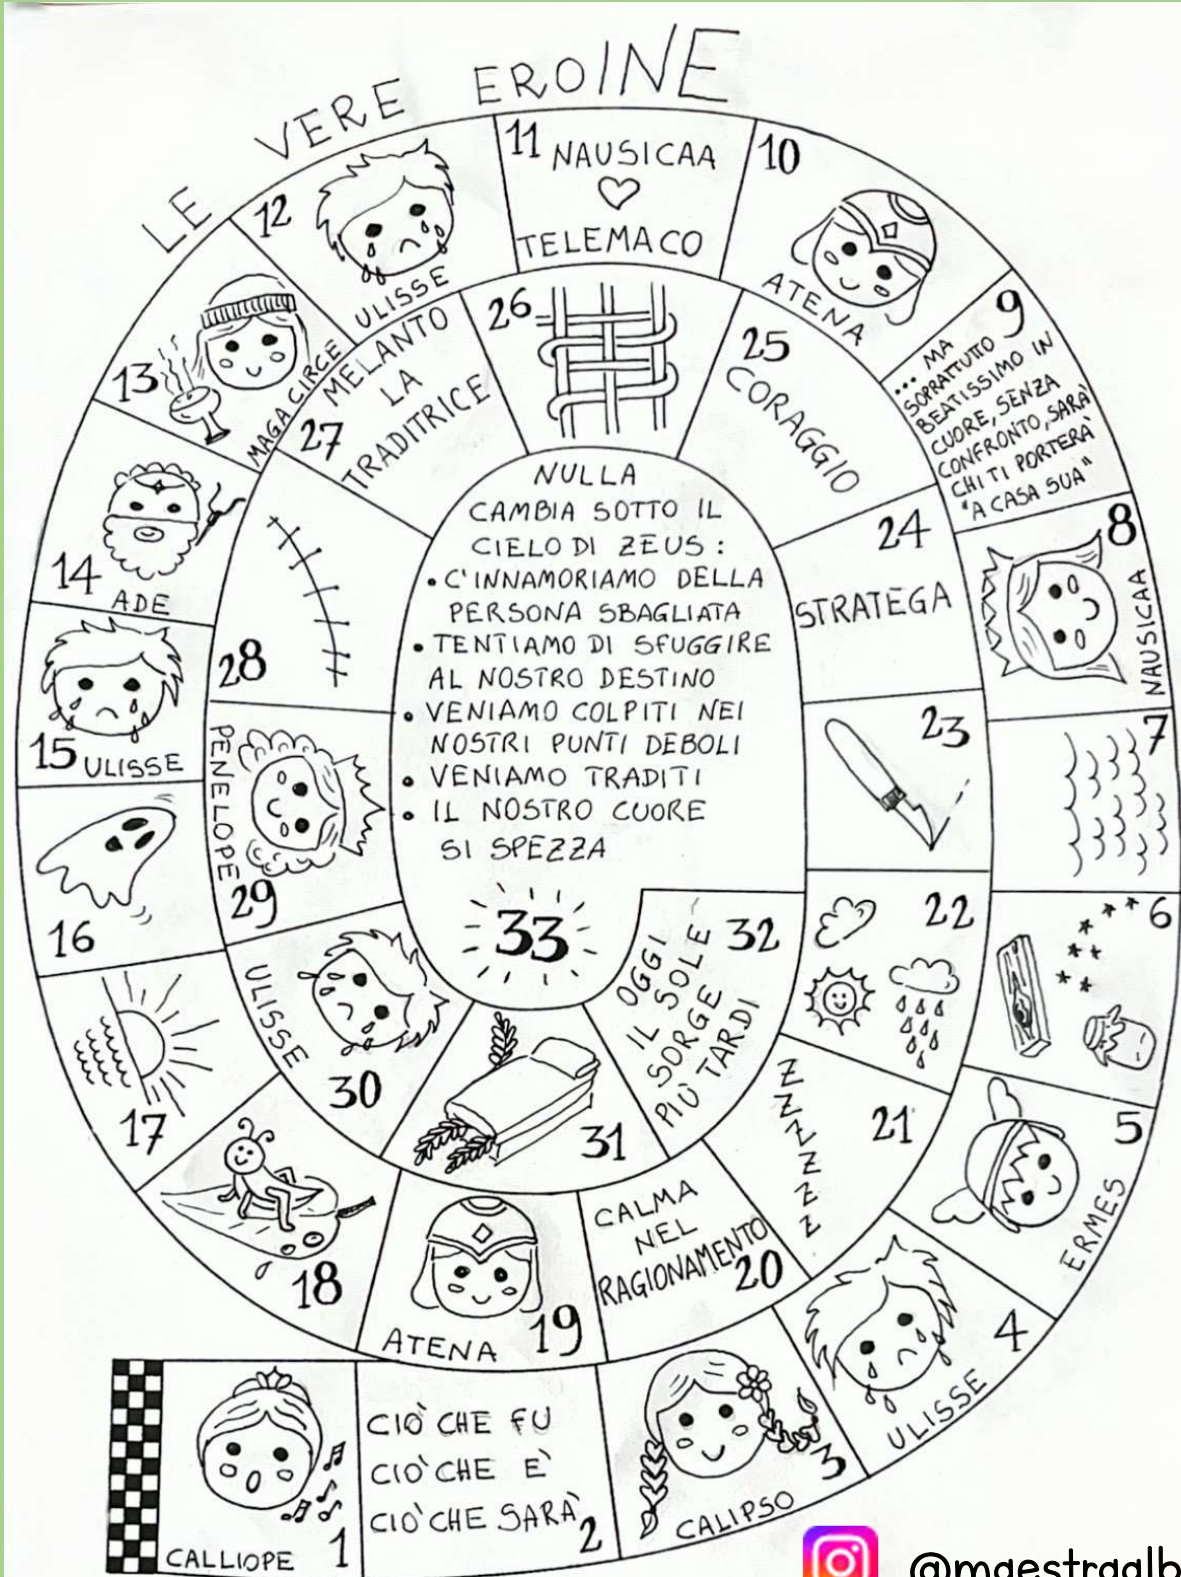 LE VERE EROINE
CALLIOPE
1
CIÒ CHE FU
CIÒ CHE È
CIÒ CHE SARÀ
2
CALIPSO
3
ULISSE
4
ERMES
5
6
7
NAUSICAA
8
9
... MA
SOPRATTUTTO
BEATISSIMO IN
CUORE, SENZA
CONFRONTO, SARÀ
CHI TI PORTERÀ
"A CASA SUA"
10
ATENA
11 NAUSICAA
TELEMACO
12
ULISSE
13
MAGA CIRCE
14
ADE
15 ULISSE
16
17
18
ATENA
19
CALMA
NEL
RAGIONAMENTO
20
21
Z
Z
Z
Z
Z
Z
22
23
24
STRATEGA
25
CORAGGIO
26
MELANTO
LA
TRADITRICE
27
28
PENELOPE
29
ULISSE
30
31
32
OGGI
IL SOLE
SORGE
PIÙ TARDI
NULLA
CAMBIA SOTTO IL
CIELO DI ZEUS:
• C'INNAMORIAMO DELLA
PERSONA SBAGLIATA
• TENTIAMO DI SFUGGIRE
AL NOSTRO DESTINO
• VENIAMO COLPITI NEI
NOSTRI PUNTI DEBOLI
• VENIAMO TRADITI
• IL NOSTRO CUORE
SI SPEZZA
33
@maestraalb